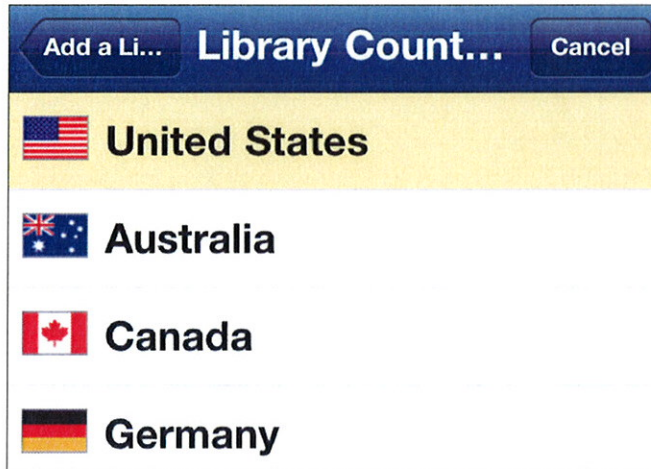 Add a Li... Library Count... Cancel
United States
Australia
Canada
Germany